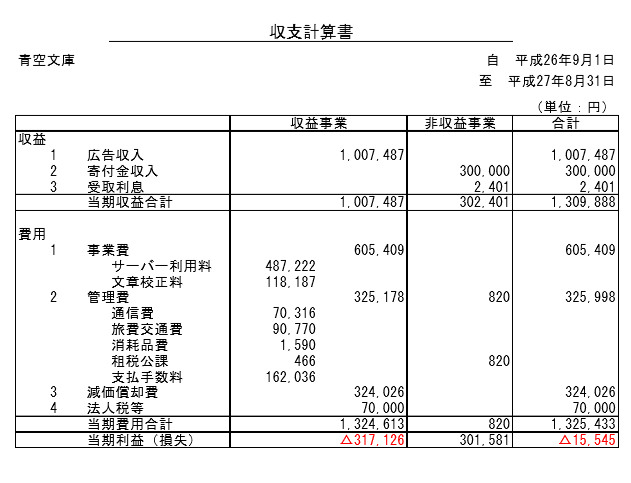 収支計算書
青空文庫 自 平成26年9月1日
至 平成27年8月31日
（単位：円）
収益事業 非収益事業 合計
収益
1 広告収入 1,007,487 1,007,487
2 寄付金収入 300,000 300,000
3 受取利息 2,401 2,401
当期収益合計 1,007,487 302,401 1,309,888
費用
1 事業費 605,409 605,409
サーバー利用料 487,222
文章校正料 118,187
2 管理費 325,178 820 325,998
通信費 70,316
旅費交通費 90,770
消耗品費 1,590
租税公課 466 820
支払手数料 162,036
3 減価償却費 324,026 324,026
4 法人税等 70,000 70,000
当期費用合計 1,324,613 820 1,325,433
当期利益（損失） △317,126 301,581 △15,545